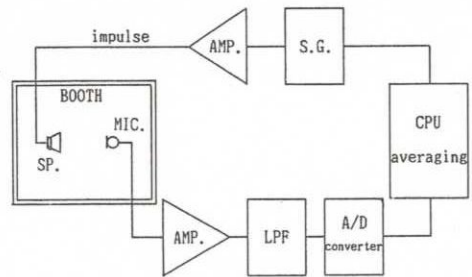 impulse
AMP.
S.G.
BOOTH
MIC.
SP.
CPU
averaging
AMP.
LPF
A/D
converter